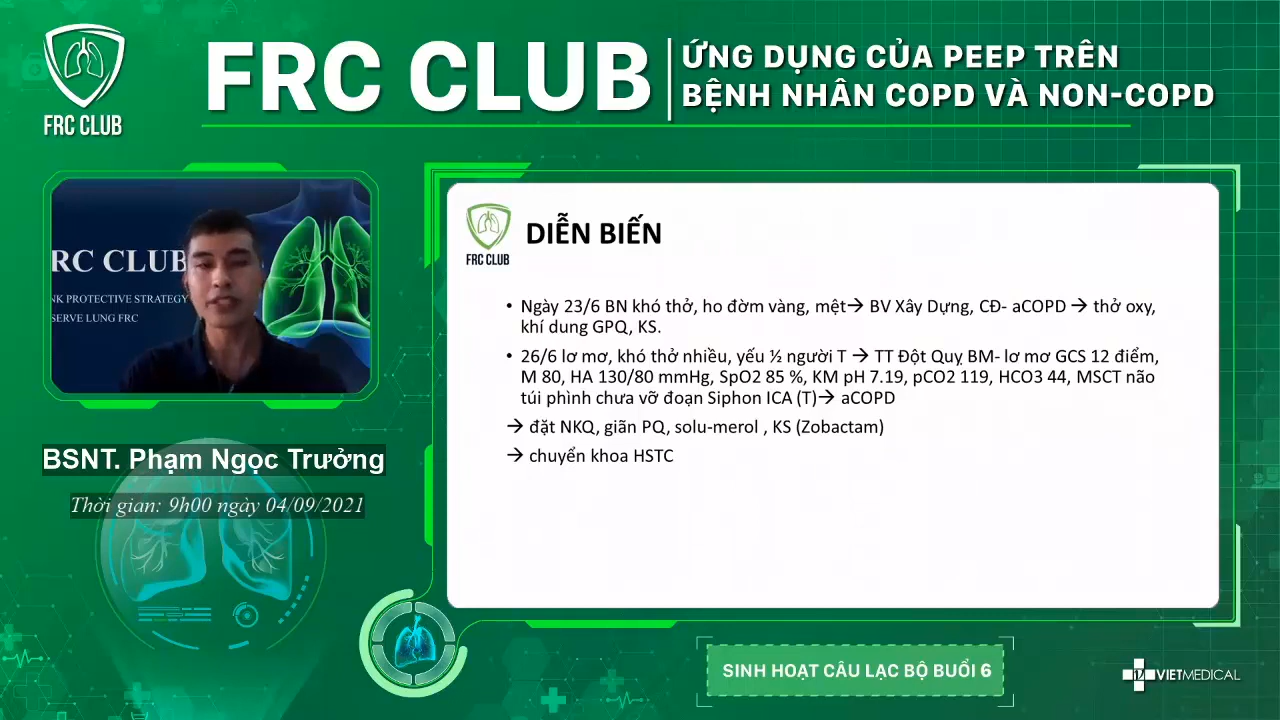 FRC CLUB
FRC CLUB
ỨNG DỤNG CỦA PEEP TRÊN
BỆNH NHÂN COPD VÀ NON-COPD
RC CLUB
NK PROTECTIVE STRATEGY
SERVE LUNG FRC
BSNT. Phạm Ngọc Trưởng
Thời gian: 9h00 ngày 04/09/2021
FRC CLUB
DIỄN BIẾN
• Ngày 23/6 BN khó thở, ho đờm vàng, mệt→ BV Xây Dựng, CĐ- aCOPD → thở oxy,
khí dung GPQ, KS.
• 26/6 lơ mơ, khó thở nhiều, yếu ½ người T → TT Đột Quỵ BM- lơ mơ GCS 12 điểm,
M 80, HA 130/80 mmHg, SpO2 85 %, KM pH 7.19, pCO2 119, HCO3 44, MSCT não
túi phình chưa vỡ đoạn Siphon ICA (T)→ aCOPD
→ đặt NKQ, giãn PQ, solu-merol , KS (Zobactam)
→ chuyển khoa HSTC
SINH HOẠT CÂU LẠC BỘ BUỔI 6
VIETMEDICAL